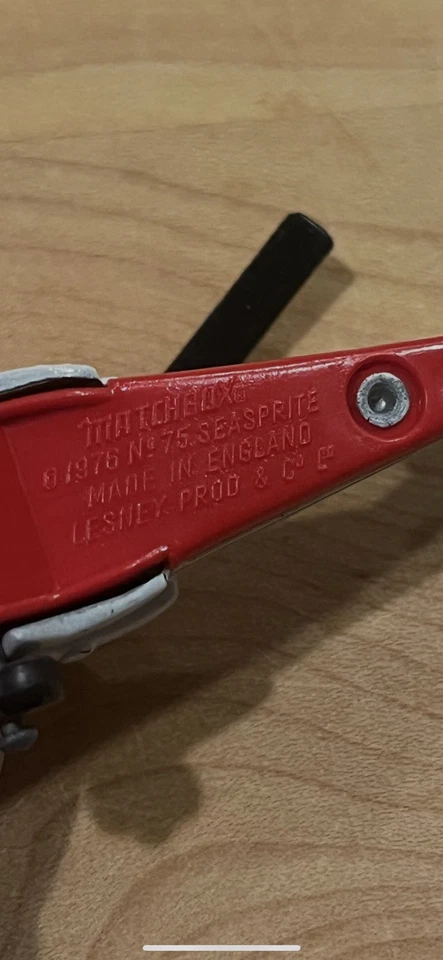 MATCHBOX®
© 1976 Nº 75 SEASPRITE
MADE IN ENGLAND
LESNEY PROD & Cº Lᵀᴰ